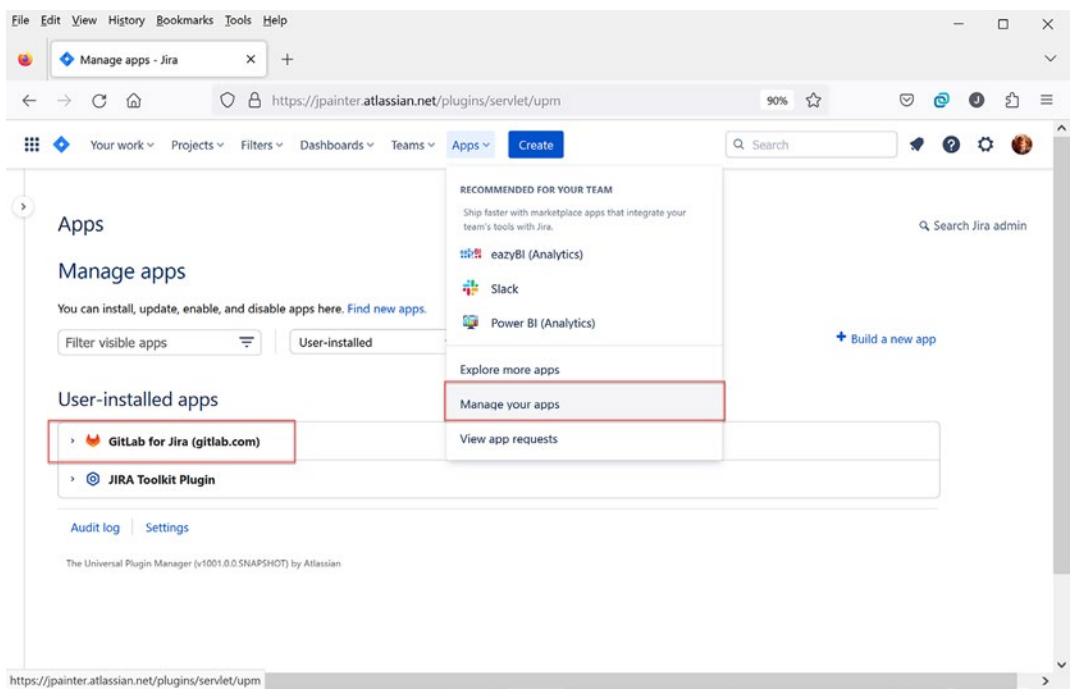 File Edit View History Bookmarks Tools Help
Manage apps - Jira
https://jpainter.atlassian.net/plugins/servlet/upm 90% J
Your work Projects Filters Dashboards Teams Apps Create Search
RECOMMENDED FOR YOUR TEAM
Ship faster with marketplace apps that integrate your
team's tools with Jira.
eazyBI (Analytics)
Slack
Power BI (Analytics)
Explore more apps
Manage your apps
View app requests
Apps
Search Jira admin
Manage apps
You can install, update, enable, and disable apps here. Find new apps.
Filter visible apps
User-installed
Build a new app
User-installed apps
GitLab for Jira (gitlab.com)
JIRA Toolkit Plugin
Audit log Settings
The Universal Plugin Manager (v1001.0.0.SNAPSHOT) by Atlassian
https://jpainter.atlassian.net/plugins/servlet/upm